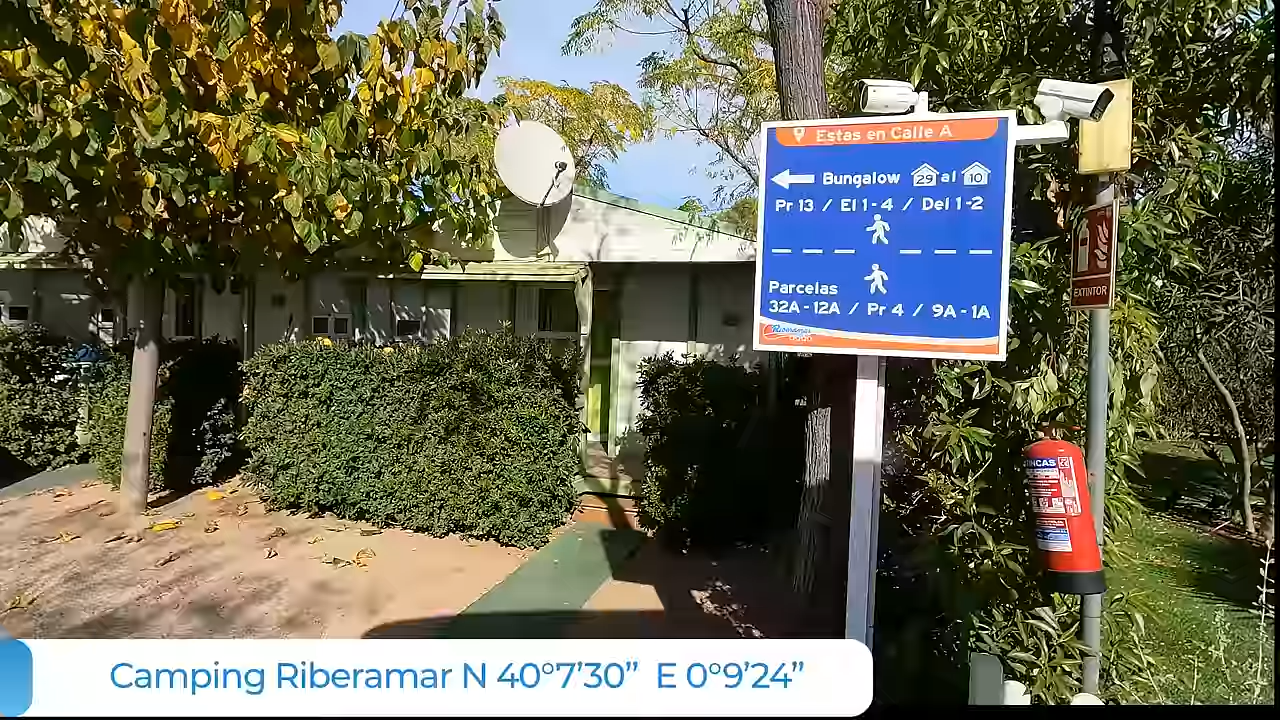 Estas en Calle A
Bungalow 29 al 10
Pr 13 / El 1 - 4 / Del 1 - 2
Parcelas
32A - 12A / Pr 4 / 9A - 1A
Riberamar
EXTINTOR
Camping Riberamar N 40°7'30” E 0°9'24”